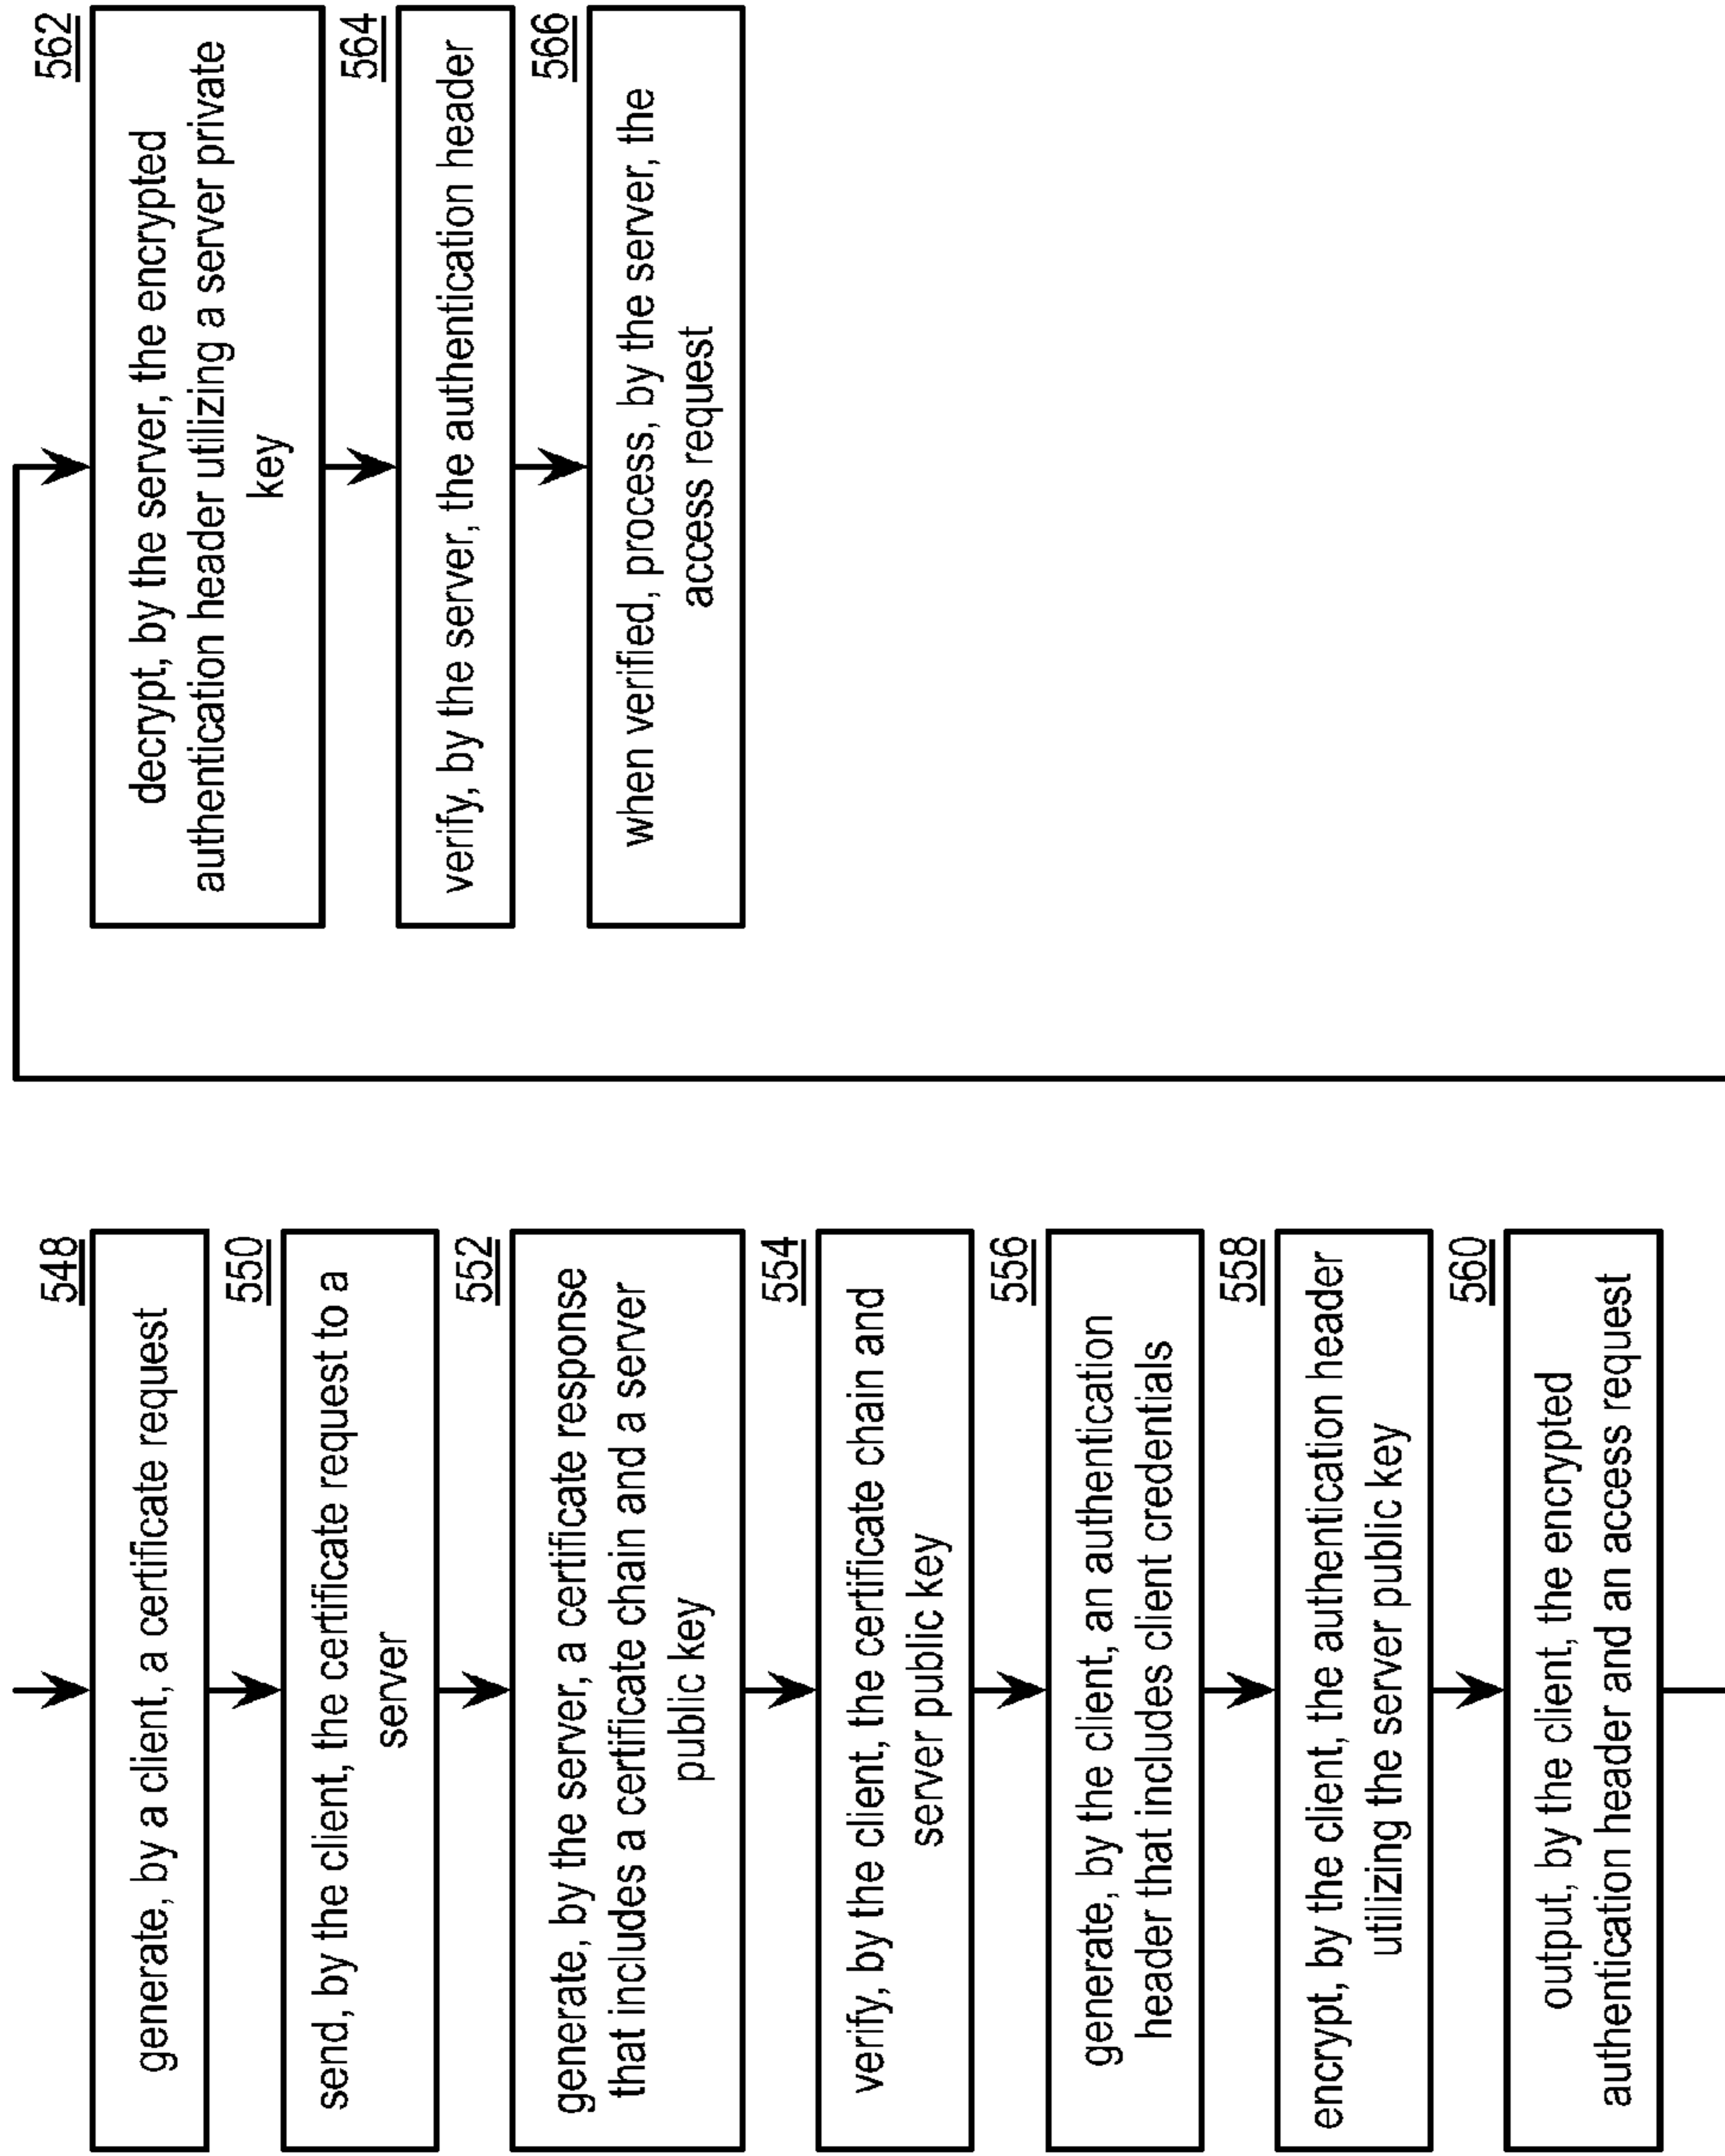 548
generate, by a client, a certificate request
550
send, by the client, the certificate request to a
server
552
generate, by the server, a certificate response
that includes a certificate chain and a server
public key
554
verify, by the client, the certificate chain and
server public key
556
generate, by the client, an authentication
header that includes client credentials
558
encrypt, by the client, the authentication header
utilizing the server public key
560
output, by the client, the encrypted
authentication header and an access request
562
decrypt, by the server, the encrypted
authentication header utilizing a server private
key
564
verify, by the server, the authentication header
566
when verified, process, by the server, the
access request